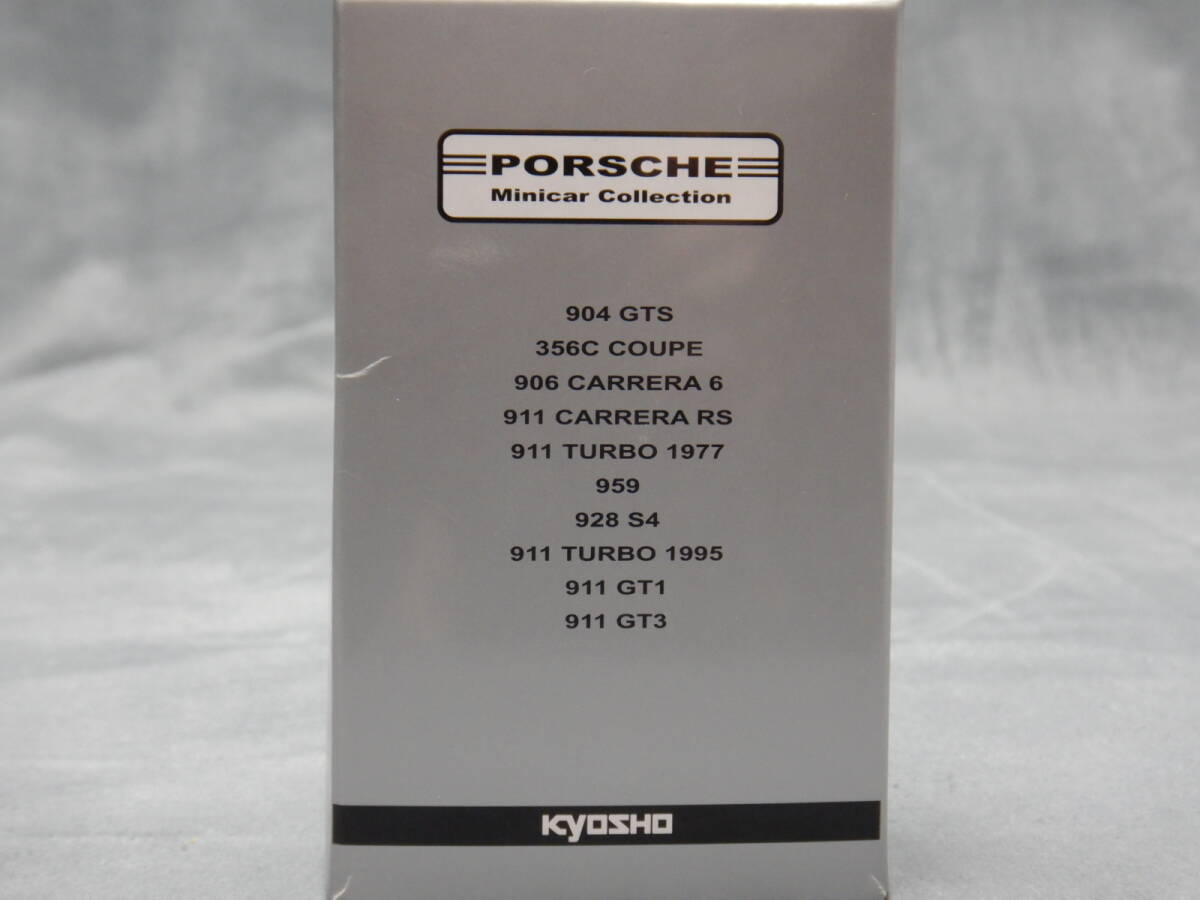 PORSCHE
Minicar Collection
904 GTS
356C COUPE
906 CARRERA 6
911 CARRERA RS
911 TURBO 1977
959
928 S4
911 TURBO 1995
911 GT1
911 GT3
KYOSHO